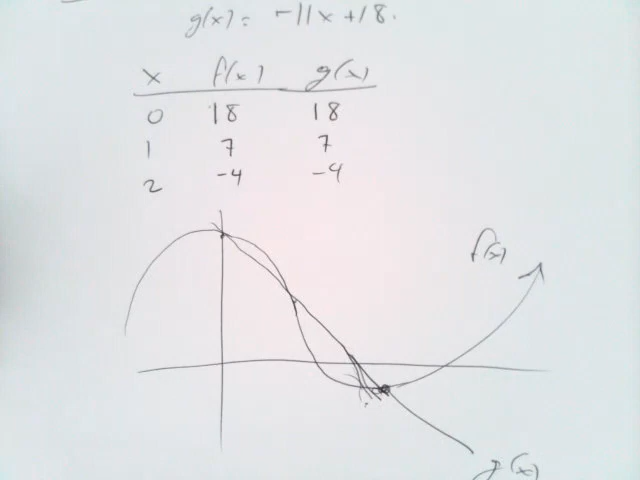 g(x) = -11x + 18.
x f(x) g(x)
0 18 18
1 7 7
2 -4 -4
f(x)
g(x)